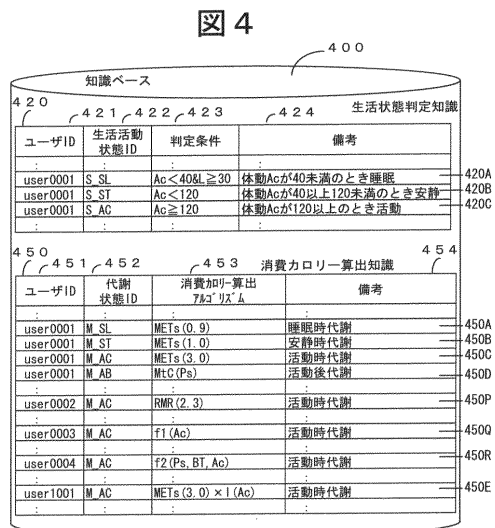 図４
４００
知識ベース
４２０
４２１
４２２
４２３
４２４
生活状態判定知識
ユーザID
生活活動
状態ID
判定条件
備考
: : : :
user0001 S_SL Ac＜40&L≧30 体動Acが40未満のとき睡眠 420A
user0001 S_ST Ac＜120 体動Acが40以上120未満のとき安静 420B
user0001 S_AC Ac≧120 体動Acが120以上のとき活動 420C
: : : :
４５０
４５１
４５２
４５３
消費カロリー算出知識
４５４
ユーザID
代謝
状態ID
消費カロリー算出
アルゴリズム
備考
: : : :
user0001 M_SL METs(0.9) 睡眠時代謝 450A
user0001 M_ST METs(1.0) 安静時代謝 450B
user0001 M_AC METs(3.0) 活動時代謝 450C
user0001 M_AB MtC(Ps) 活動後代謝 450D
: : : :
user0002 M_AC RMR(2.3) 活動時代謝 450P
: : : :
user0003 M_AC f1(Ac) 活動時代謝 450Q
: : : :
user0004 M_AC f2(Ps,BT,Ac) 活動時代謝 450R
: : : :
user1001 M_AC METs(3.0)×l(Ac) 活動時代謝 450E
: : : :